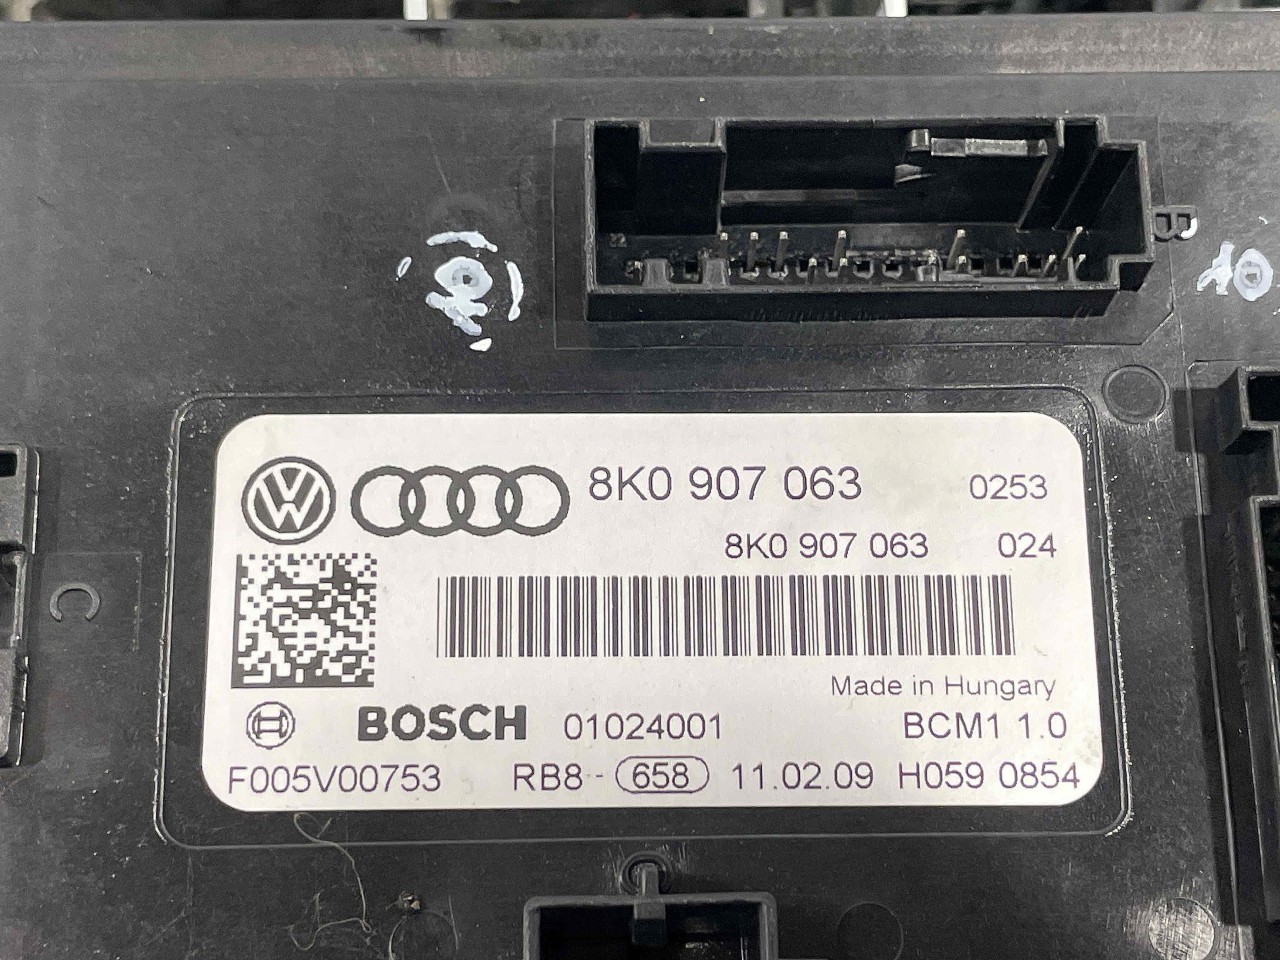 B
10
8K0 907 063 0253
8K0 907 063 024
C
Made in Hungary
BOSCH 01024001 BCM1 1.0
F005V00753 RB8 - 658 11.02.09 H059 0854